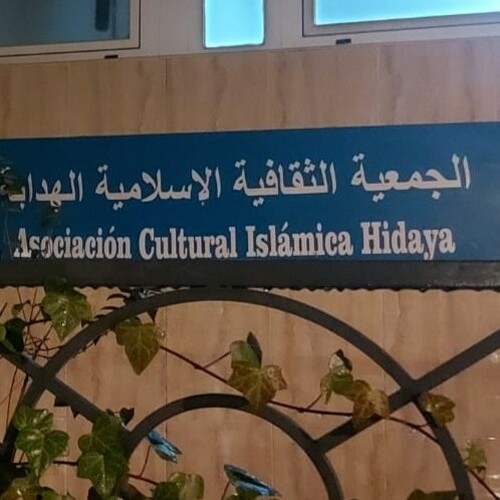 الجمعية الثقافية الإسلامية الهداية
Asociación Cultural Islámica Hidaya